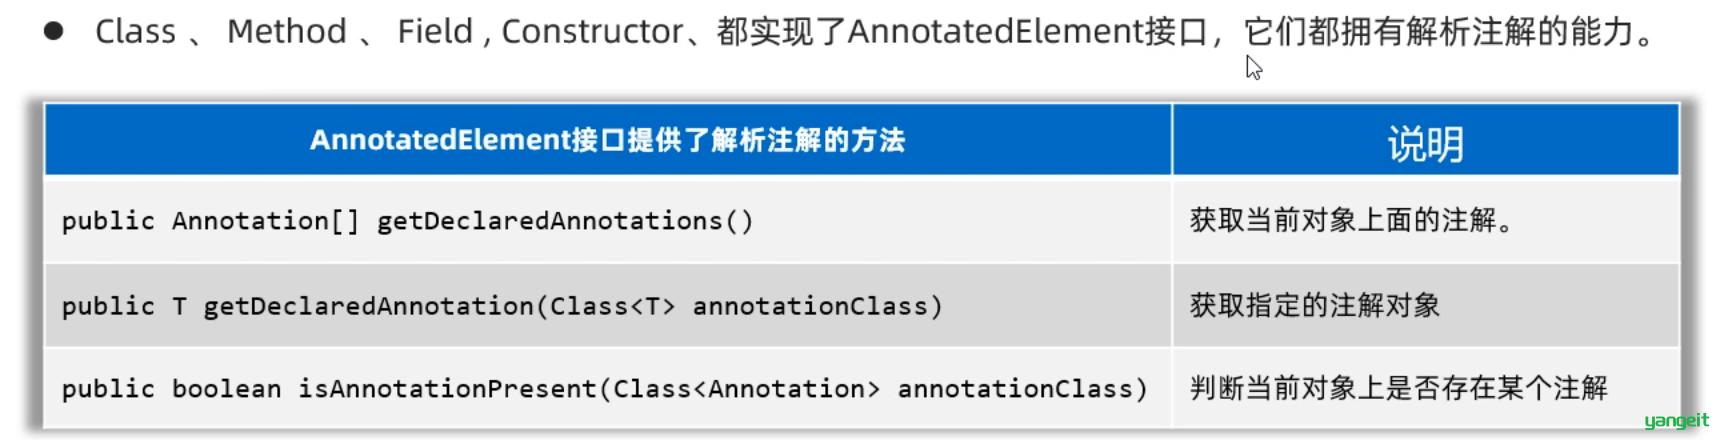 ● Class 、 Method 、 Field , Constructor、都实现了AnnotatedElement接口，它们都拥有解析注解的能力。
AnnotatedElement接口提供了解析注解的方法 说明
public Annotation[] getDeclaredAnnotations() 获取当前对象上面的注解。
public T getDeclaredAnnotation(Class<T> annotationClass) 获取指定的注解对象
public boolean isAnnotationPresent(Class<Annotation> annotationClass) 判断当前对象上是否存在某个注解
yangeit